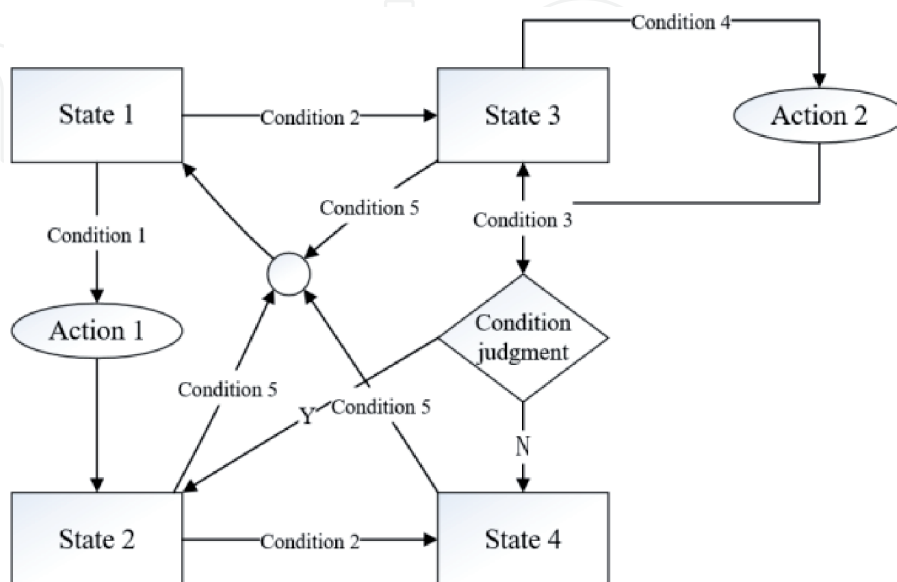 Condition 4
State 1
Condition 2
State 3
Action 2
Condition 5
Condition 3
Condition 1
Action 1
Condition
judgment
Condition 5
Y
Condition 5
N
State 2
Condition 2
State 4